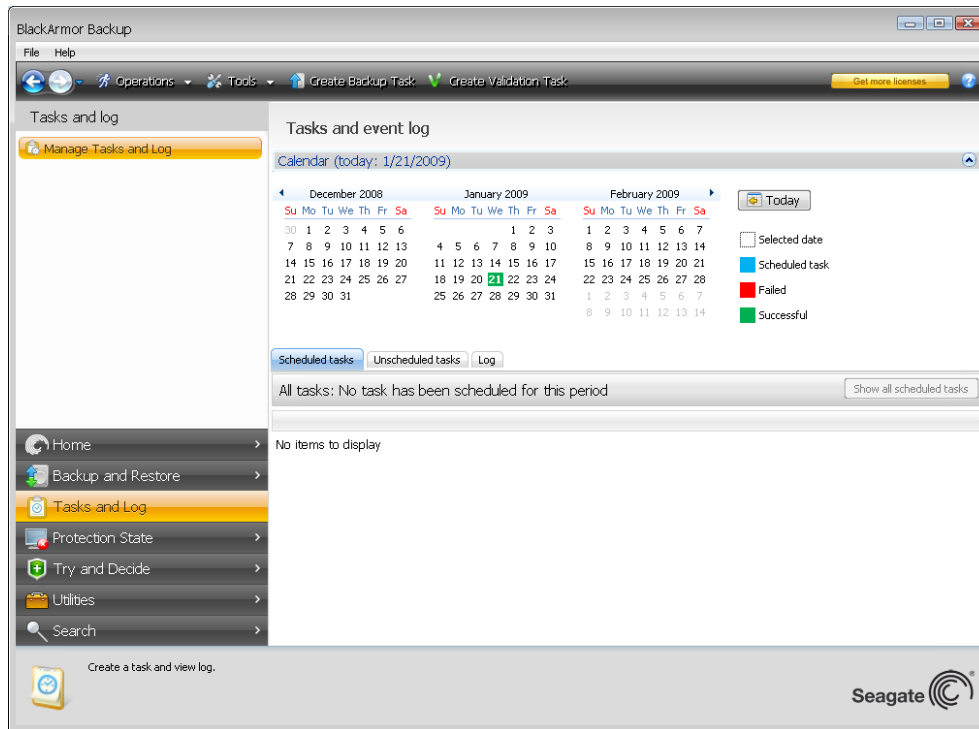 BlackArmor Backup
File Help
Operations Tools Create Backup Task Create Validation Task Get more licenses ?
Tasks and log
Manage Tasks and Log
Tasks and event log
Calendar (today: 1/21/2009)
December 2008
Su Mo Tu We Th Fr Sa
30 1 2 3 4 5 6
7 8 9 10 11 12 13
14 15 16 17 18 19 20
21 22 23 24 25 26 27
28 29 30 31
January 2009
Su Mo Tu We Th Fr Sa
1 2 3
4 5 6 7 8 9 10
11 12 13 14 15 16 17
18 19 20 21 22 23 24
25 26 27 28 29 30 31
February 2009
Su Mo Tu We Th Fr Sa
1 2 3 4 5 6 7
8 9 10 11 12 13 14
15 16 17 18 19 20 21
22 23 24 25 26 27 28
1 2 3 4 5 6 7
8 9 10 11 12 13 14
Today
Selected date
Scheduled task
Failed
Successful
Scheduled tasks Unscheduled tasks Log
All tasks: No task has been scheduled for this period Show all scheduled tasks
No items to display
Home
Backup and Restore
Tasks and Log
Protection State
Try and Decide
Utilities
Search
Create a task and view log.
Seagate